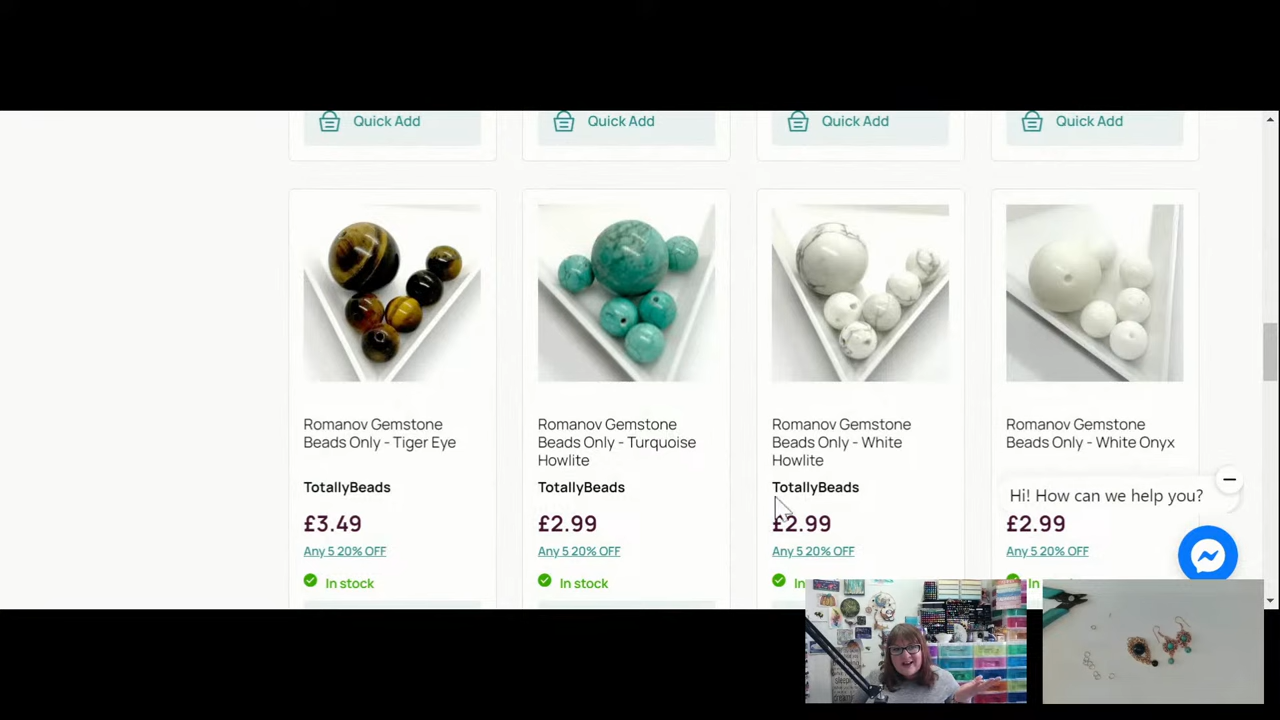 Quick Add Quick Add Quick Add Quick Add
Romanov Gemstone
Beads Only - Tiger Eye
TotallyBeads
£3.49
Any 5 20% OFF
In stock
Romanov Gemstone
Beads Only - Turquoise
Howlite
TotallyBeads
£2.99
Any 5 20% OFF
In stock
Romanov Gemstone
Beads Only - White
Howlite
TotallyBeads
£2.99
Any 5 20% OFF
In
Romanov Gemstone
Beads Only - White Onyx
£2.99
Any 5 20% OFF
Hi! How can we help you?